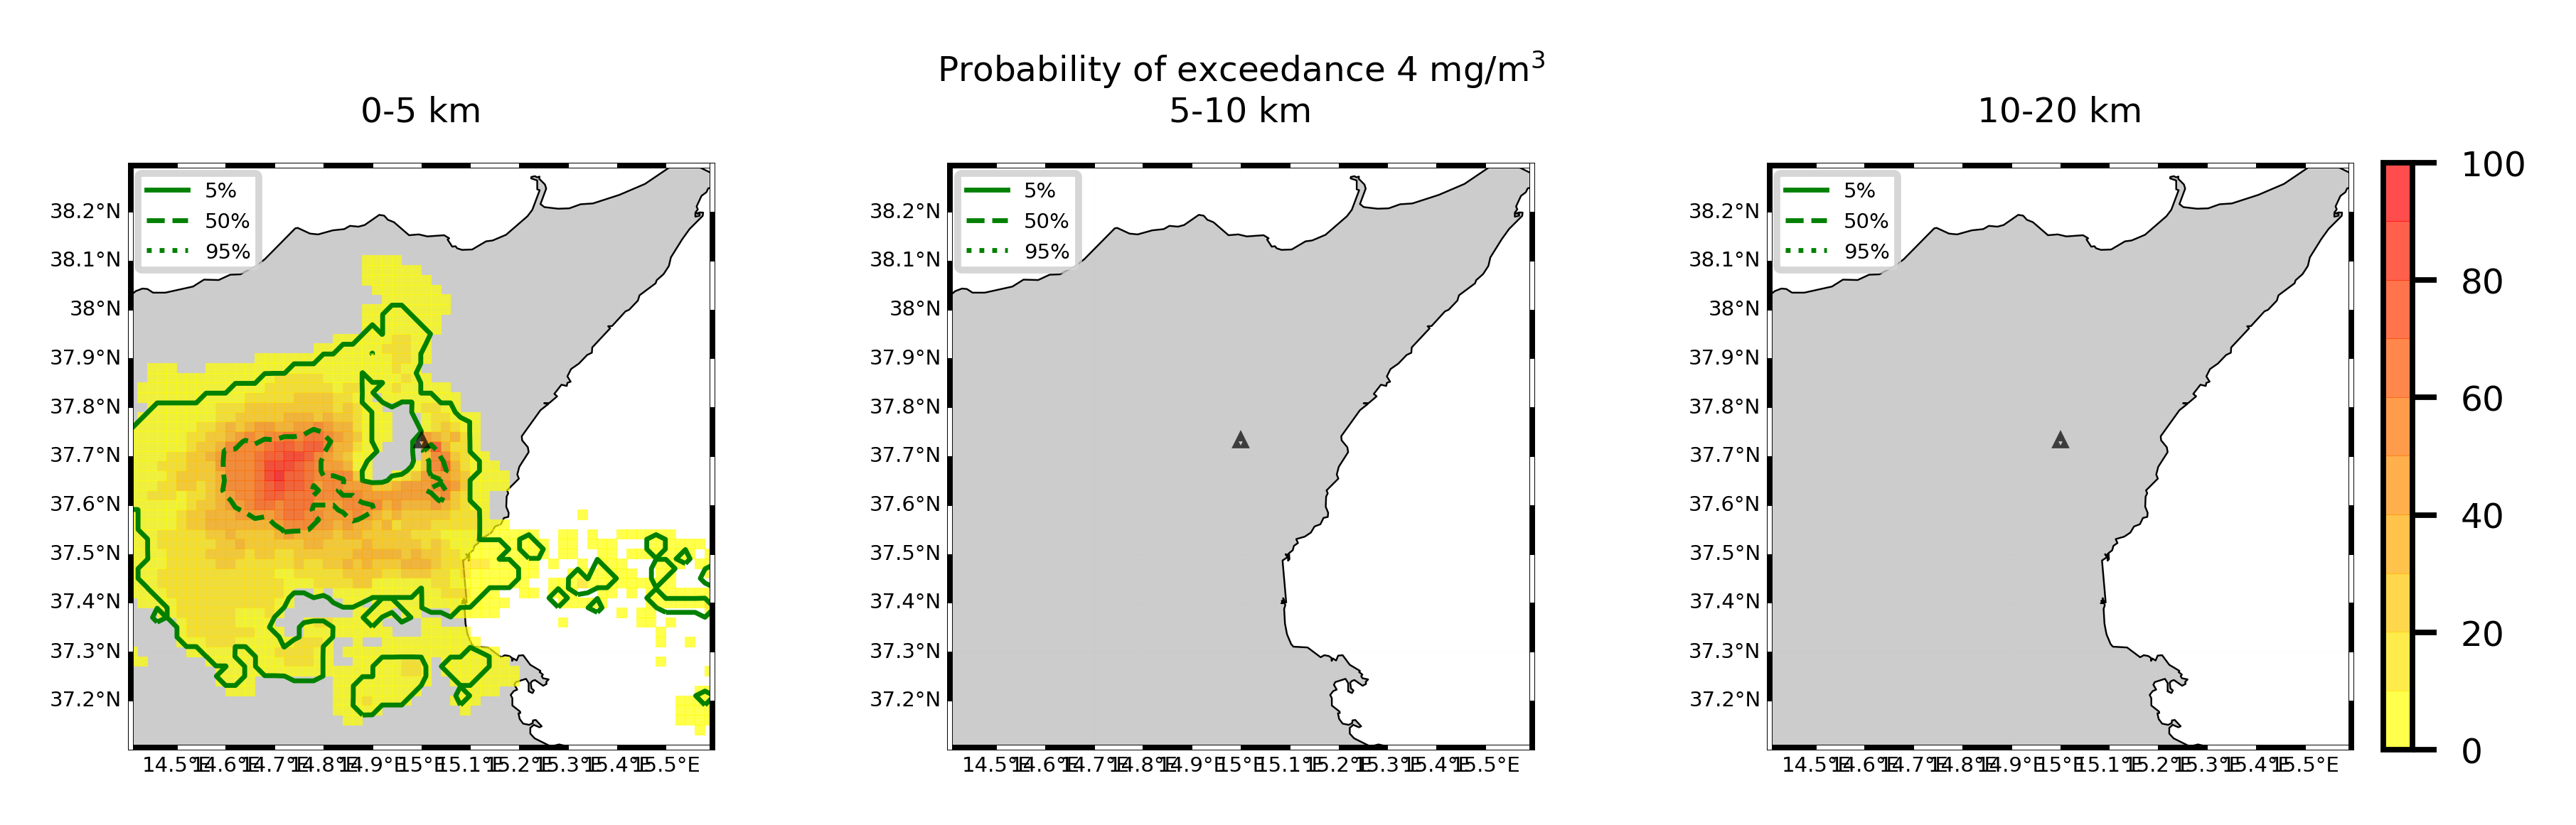 Probability of exceedance 4 mg/m³
0-5 km
5-10 km
10-20 km
5%
50%
95%
38.2°N
38.1°N
38°N
37.9°N
37.8°N
37.7°N
37.6°N
37.5°N
37.4°N
37.3°N
37.2°N
14.5°E 14.6°E 14.7°E 14.8°E 14.9°E 15°E 15.1°E 15.2°E 15.3°E 15.4°E 15.5°E
5%
50%
95%
38.2°N
38.1°N
38°N
37.9°N
37.8°N
37.7°N
37.6°N
37.5°N
37.4°N
37.3°N
37.2°N
14.5°E 14.6°E 14.7°E 14.8°E 14.9°E 15°E 15.1°E 15.2°E 15.3°E 15.4°E 15.5°E
5%
50%
95%
38.2°N
38.1°N
38°N
37.9°N
37.8°N
37.7°N
37.6°N
37.5°N
37.4°N
37.3°N
37.2°N
14.5°E 14.6°E 14.7°E 14.8°E 14.9°E 15°E 15.1°E 15.2°E 15.3°E 15.4°E 15.5°E
100
80
60
40
20
0